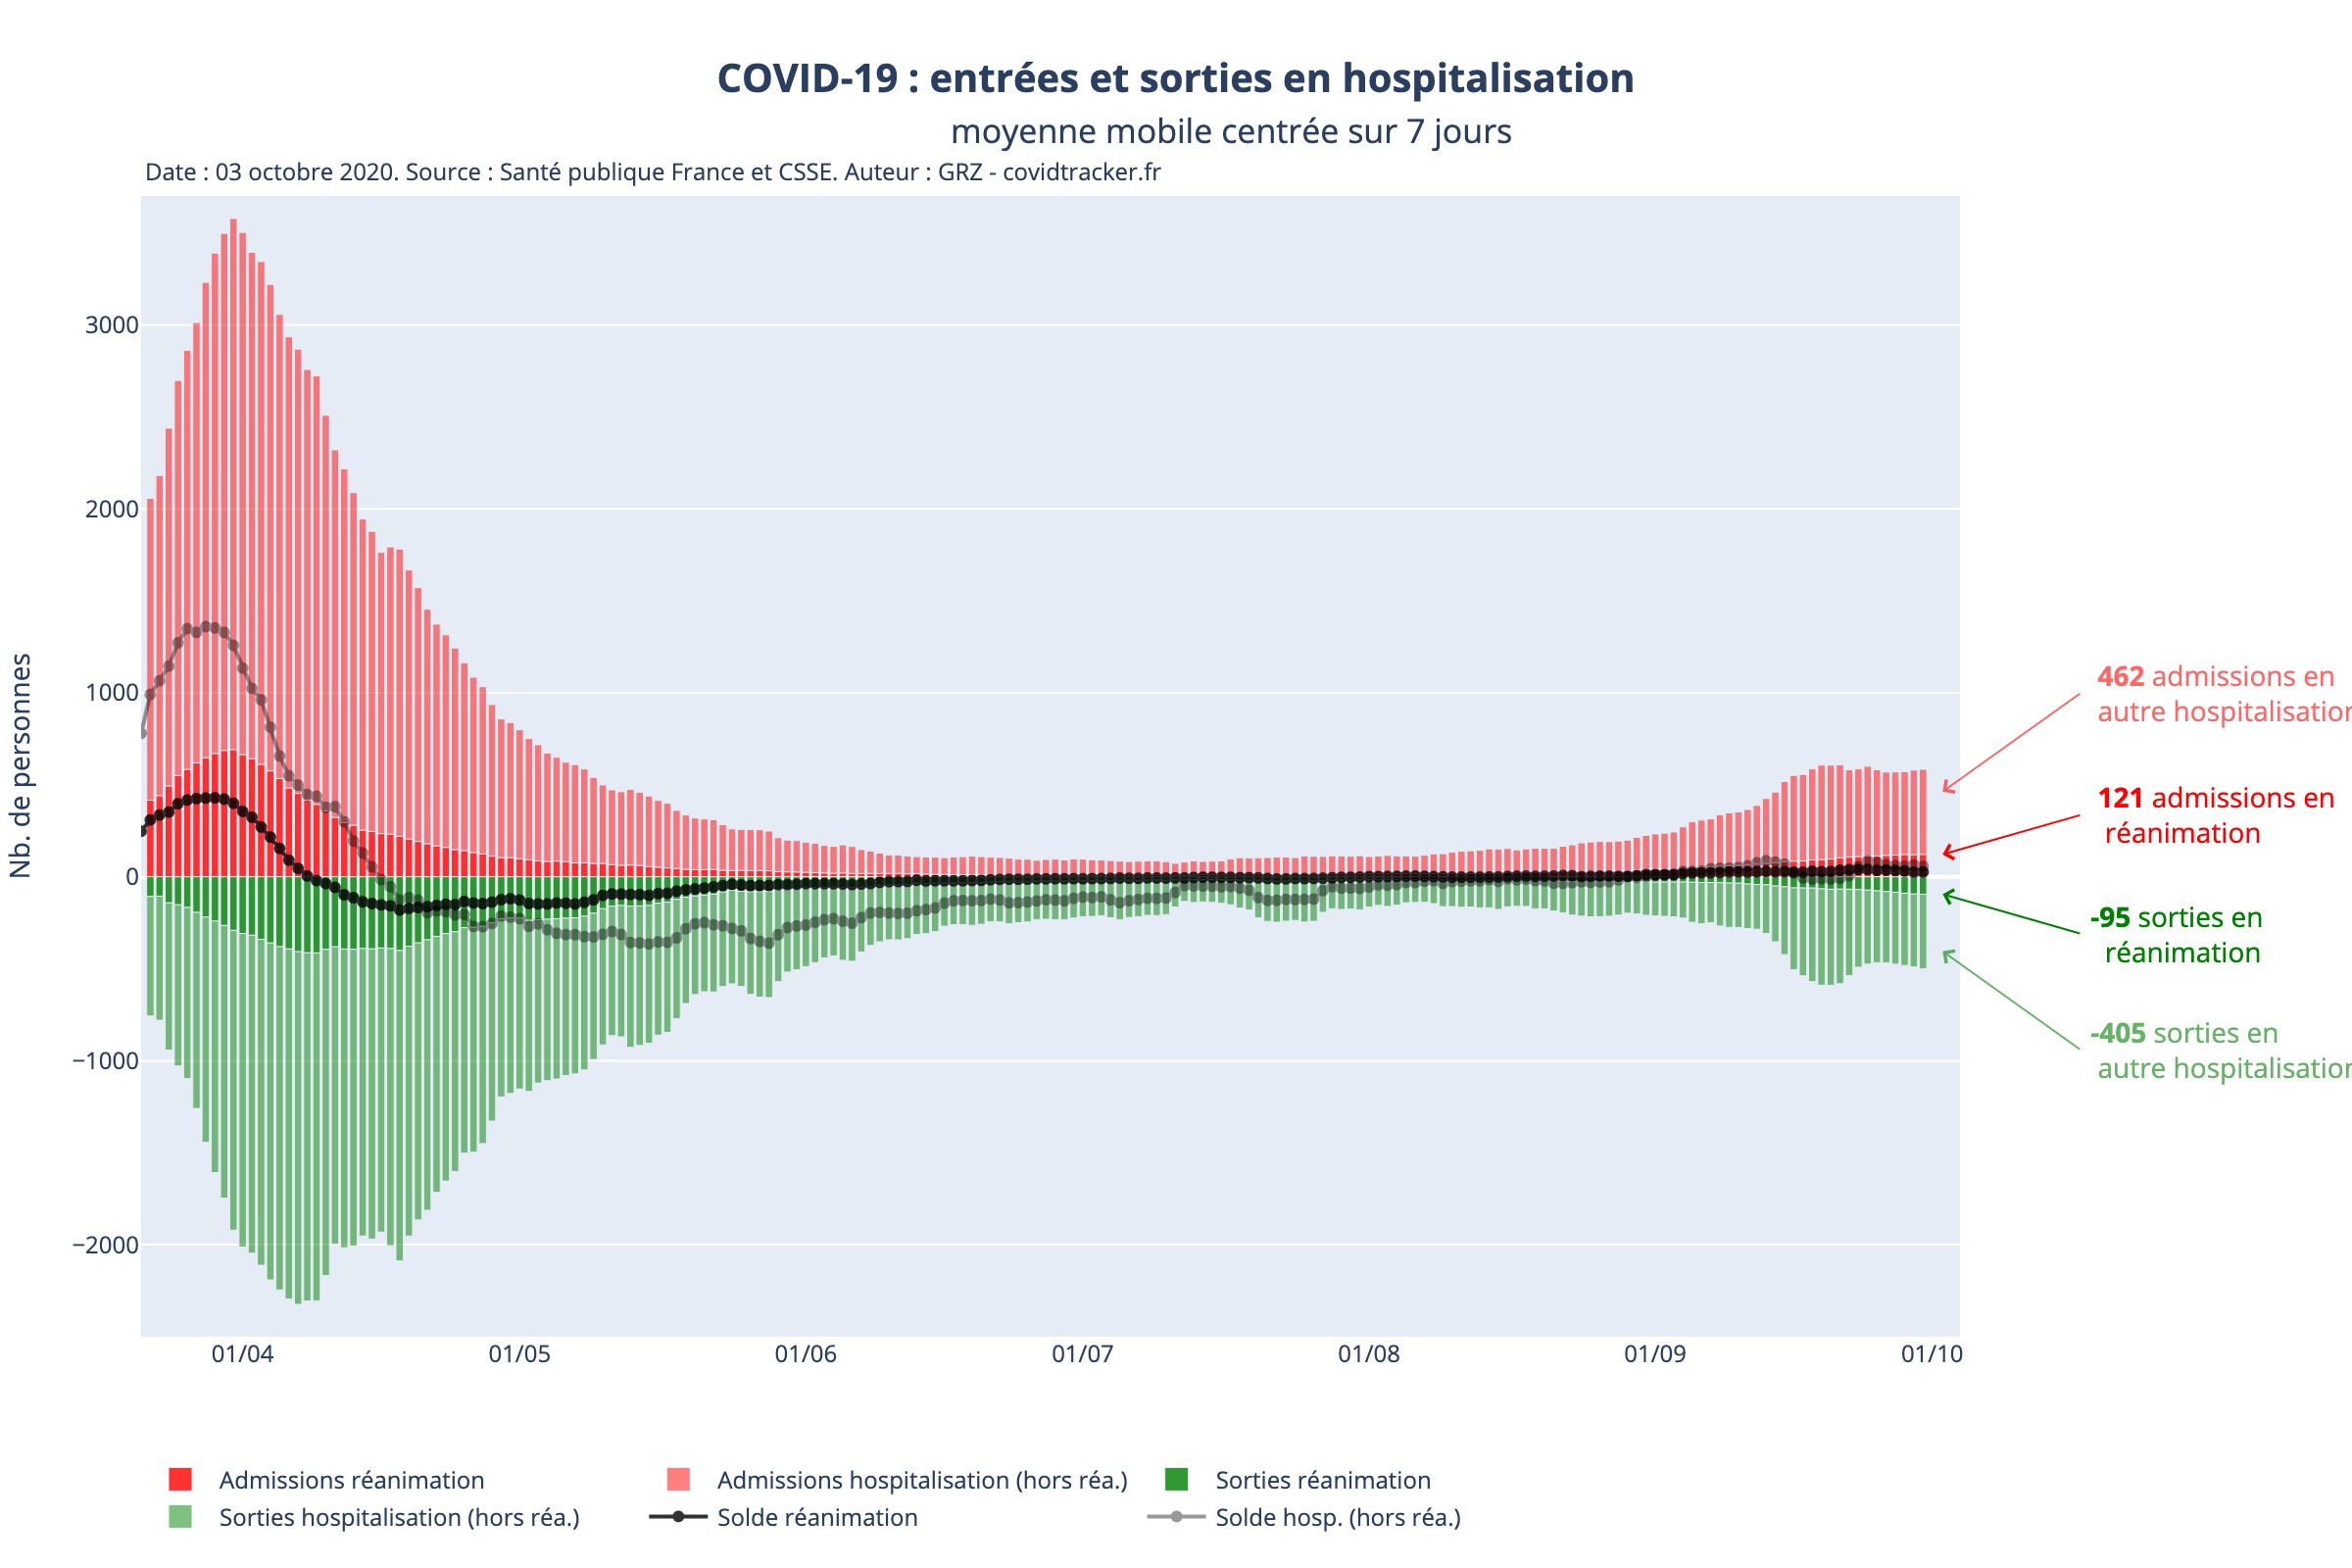 COVID-19 : entrées et sorties en hospitalisation
moyenne mobile centrée sur 7 jours
Date : 03 octobre 2020. Source : Santé publique France et CSSE. Auteur : GRZ - covidtracker.fr
Nb. de personnes
3000
2000
1000
0
−1000
−2000
01/04
01/05
01/06
01/07
01/08
01/09
01/10
462 admissions en
autre hospitalisation
121 admissions en
réanimation
-95 sorties en
réanimation
-405 sorties en
autre hospitalisation
Admissions réanimation
Admissions hospitalisation (hors réa.)
Sorties réanimation
Sorties hospitalisation (hors réa.)
Solde réanimation
Solde hosp. (hors réa.)